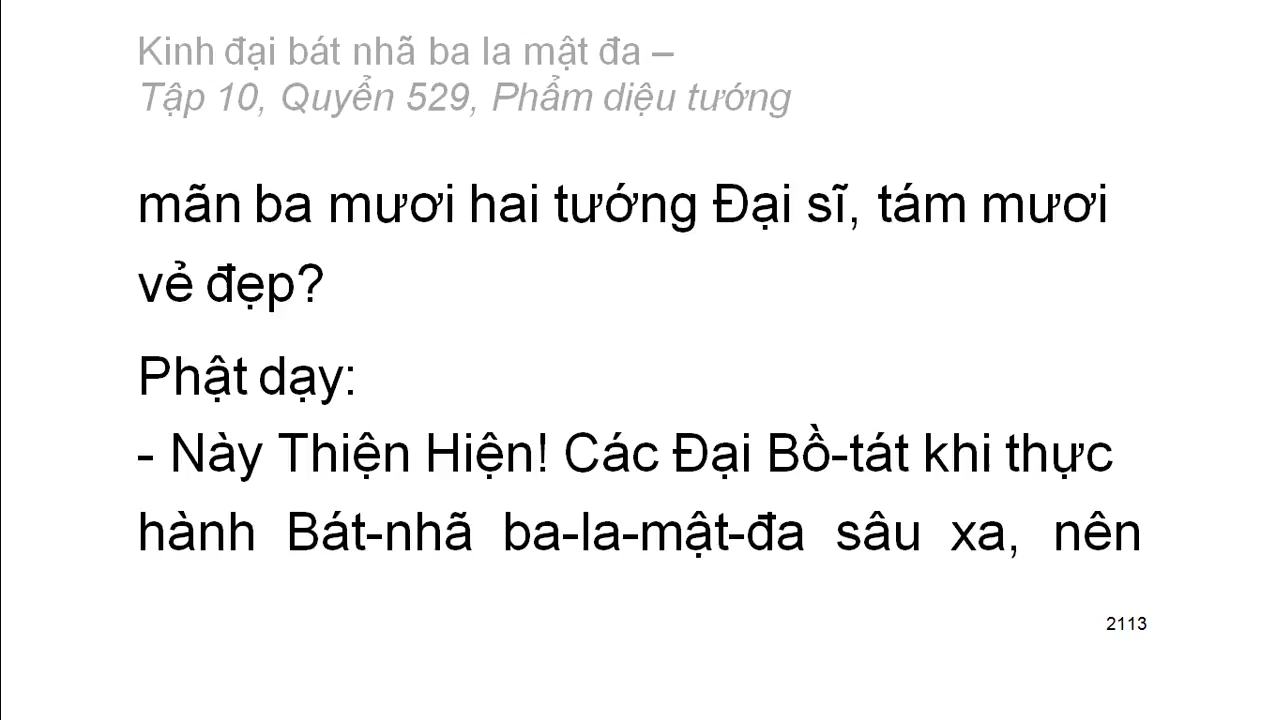 Kinh đại bát nhã ba la mật đa –
Tập 10, Quyển 529, Phẩm diệu tướng
mãn ba mươi hai tướng Đại sĩ, tám mươi
vẻ đẹp?
Phật dạy:
- Này Thiện Hiện! Các Đại Bồ-tát khi thực
hành Bát-nhã ba-la-mật-đa sâu xa, nên
2113